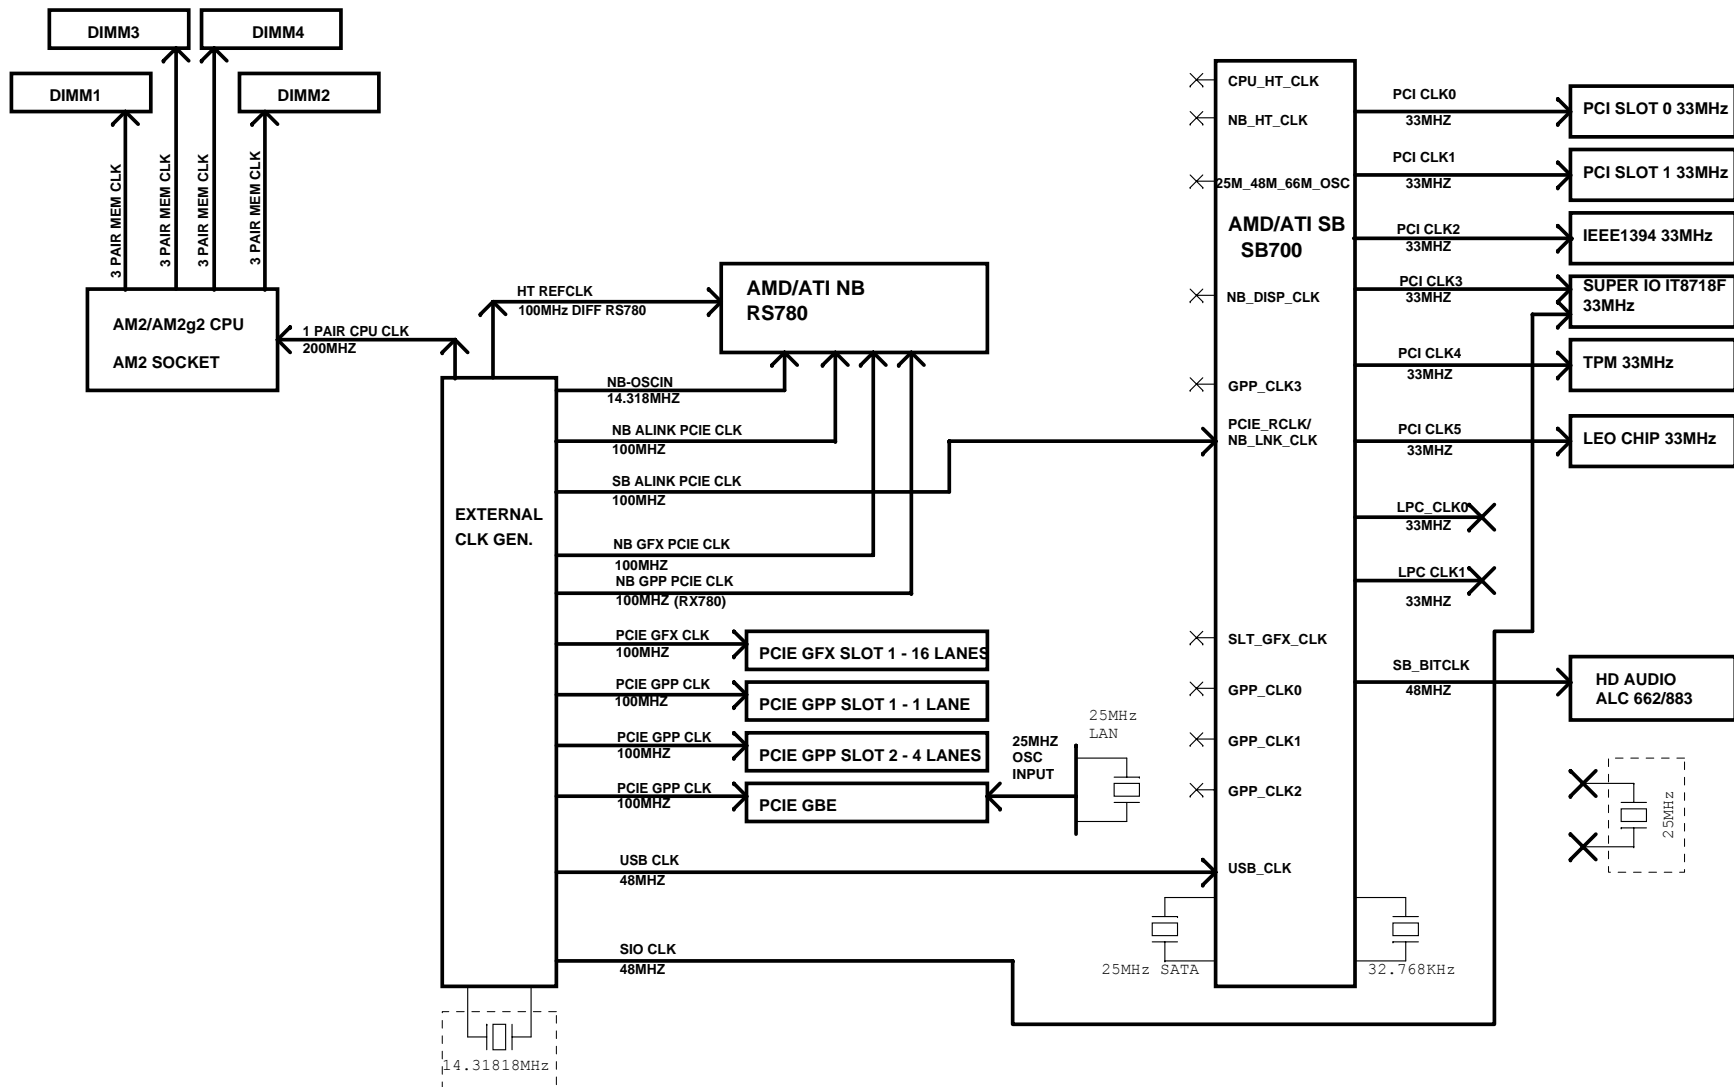 DIMM3
DIMM4
DIMM1
DIMM2
3 PAIR MEM CLK
3 PAIR MEM CLK
3 PAIR MEM CLK
3 PAIR MEM CLK
AM2/AM2g2 CPU
AM2 SOCKET
1 PAIR CPU CLK
200MHZ
HT REFCLK
100MHz DIFF RS780
AMD/ATI NB
RS780
EXTERNAL
CLK GEN.
NB-OSCIN
14.318MHZ
NB ALINK PCIE CLK
100MHZ
SB ALINK PCIE CLK
100MHZ
NB GFX PCIE CLK
100MHZ
NB GPP PCIE CLK
100MHZ (RX780)
PCIE GFX CLK
100MHZ
PCIE GFX SLOT 1 - 16 LANES
PCIE GPP CLK
100MHZ
PCIE GPP SLOT 1 - 1 LANE
PCIE GPP CLK
100MHZ
PCIE GPP SLOT 2 - 4 LANES
PCIE GPP CLK
100MHZ
PCIE GBE
25MHZ
OSC
INPUT
25MHz
LAN
USB CLK
48MHZ
SIO CLK
48MHZ
14.31818MHz
CPU_HT_CLK
NB_HT_CLK
25M_48M_66M_OSC
AMD/ATI SB
SB700
NB_DISP_CLK
GPP_CLK3
PCIE_RCLK/
NB_LNK_CLK
SLT_GFX_CLK
GPP_CLK0
GPP_CLK1
GPP_CLK2
USB_CLK
25MHz SATA
32.768KHz
PCI CLK0
33MHZ
PCI SLOT 0 33MHz
PCI CLK1
33MHZ
PCI SLOT 1 33MHz
PCI CLK2
33MHZ
IEEE1394 33MHz
PCI CLK3
33MHZ
SUPER IO IT8718F
33MHz
PCI CLK4
33MHZ
TPM 33MHz
PCI CLK5
33MHZ
LEO CHIP 33MHz
LPC_CLK0
33MHZ
LPC CLK1
33MHZ
SB_BITCLK
48MHZ
HD AUDIO
ALC 662/883
25MHz